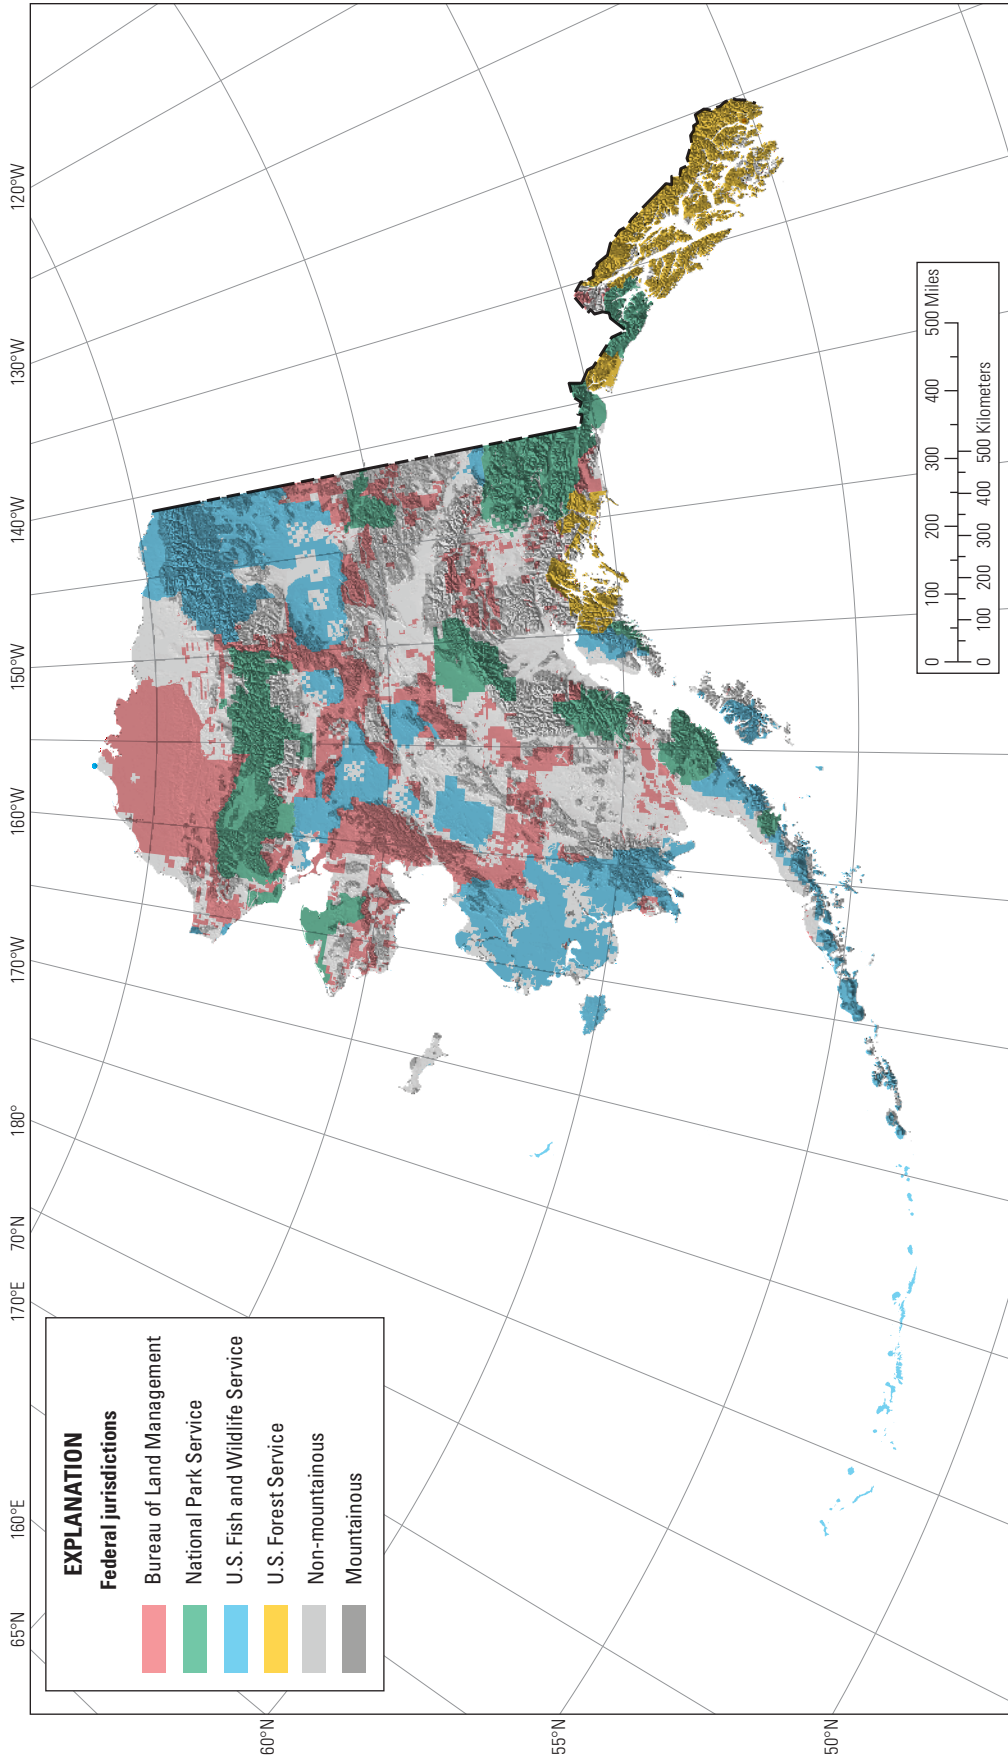 120°W
130°W
140°W
150°W
160°W
170°W
180°
70°N
170°E
160°E
65°N
60°N
55°N
50°N
EXPLANATION
Federal jurisdictions
Bureau of Land Management
National Park Service
U.S. Fish and Wildlife Service
U.S. Forest Service
Non-mountainous
Mountainous
0 100 200 300 400 500 Miles
0 100 200 300 400 500 Kilometers